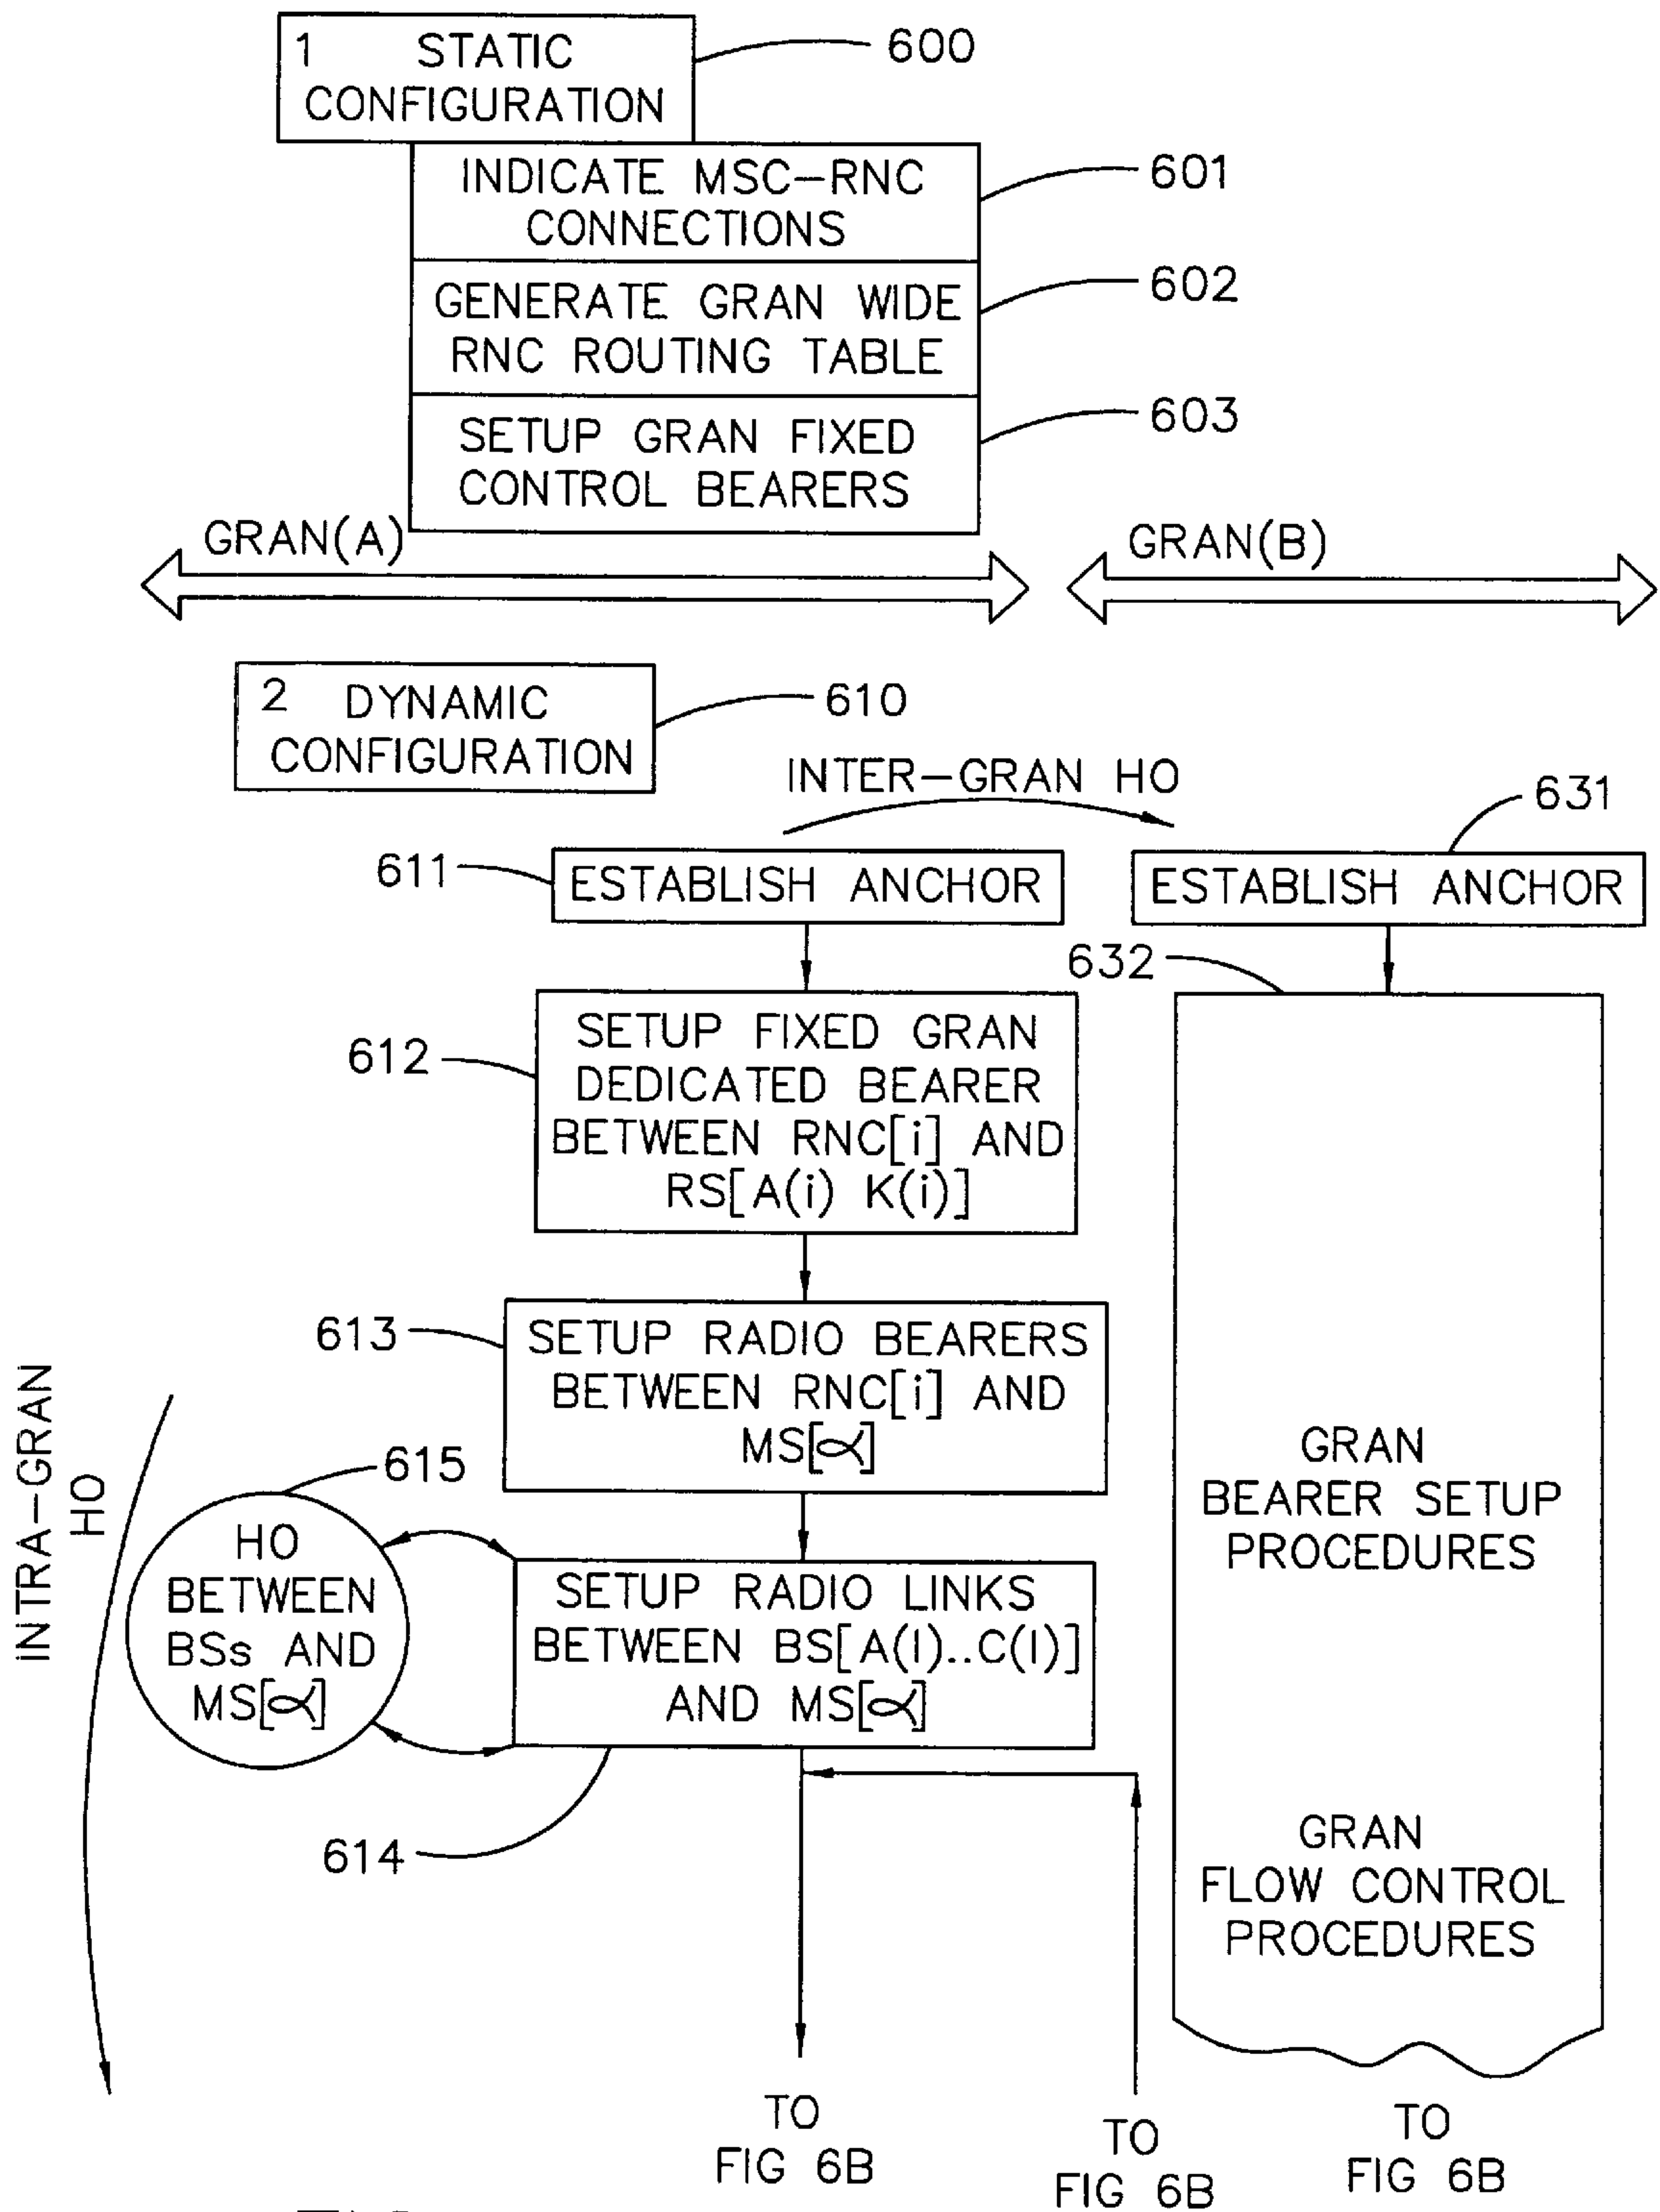 1 STATIC
CONFIGURATION
600
INDICATE MSC-RNC
CONNECTIONS
601
GENERATE GRAN WIDE
RNC ROUTING TABLE
602
SETUP GRAN FIXED
CONTROL BEARERS
603
GRAN(A)
GRAN(B)
2 DYNAMIC
CONFIGURATION
610
INTER-GRAN HO
631
611
ESTABLISH ANCHOR
ESTABLISH ANCHOR
632
612
SETUP FIXED GRAN
DEDICATED BEARER
BETWEEN RNC[i] AND
RS[A(i) K(i)]
613
SETUP RADIO BEARERS
BETWEEN RNC[i] AND
MS[α]
INTRA-GRAN
HO
615
HO
BETWEEN
BSs AND
MS[α]
SETUP RADIO LINKS
BETWEEN BS[A(I)..C(I)]
AND MS[α]
614
GRAN
BEARER SETUP
PROCEDURES
GRAN
FLOW CONTROL
PROCEDURES
TO
FIG 6B
TO
FIG 6B
TO
FIG 6B